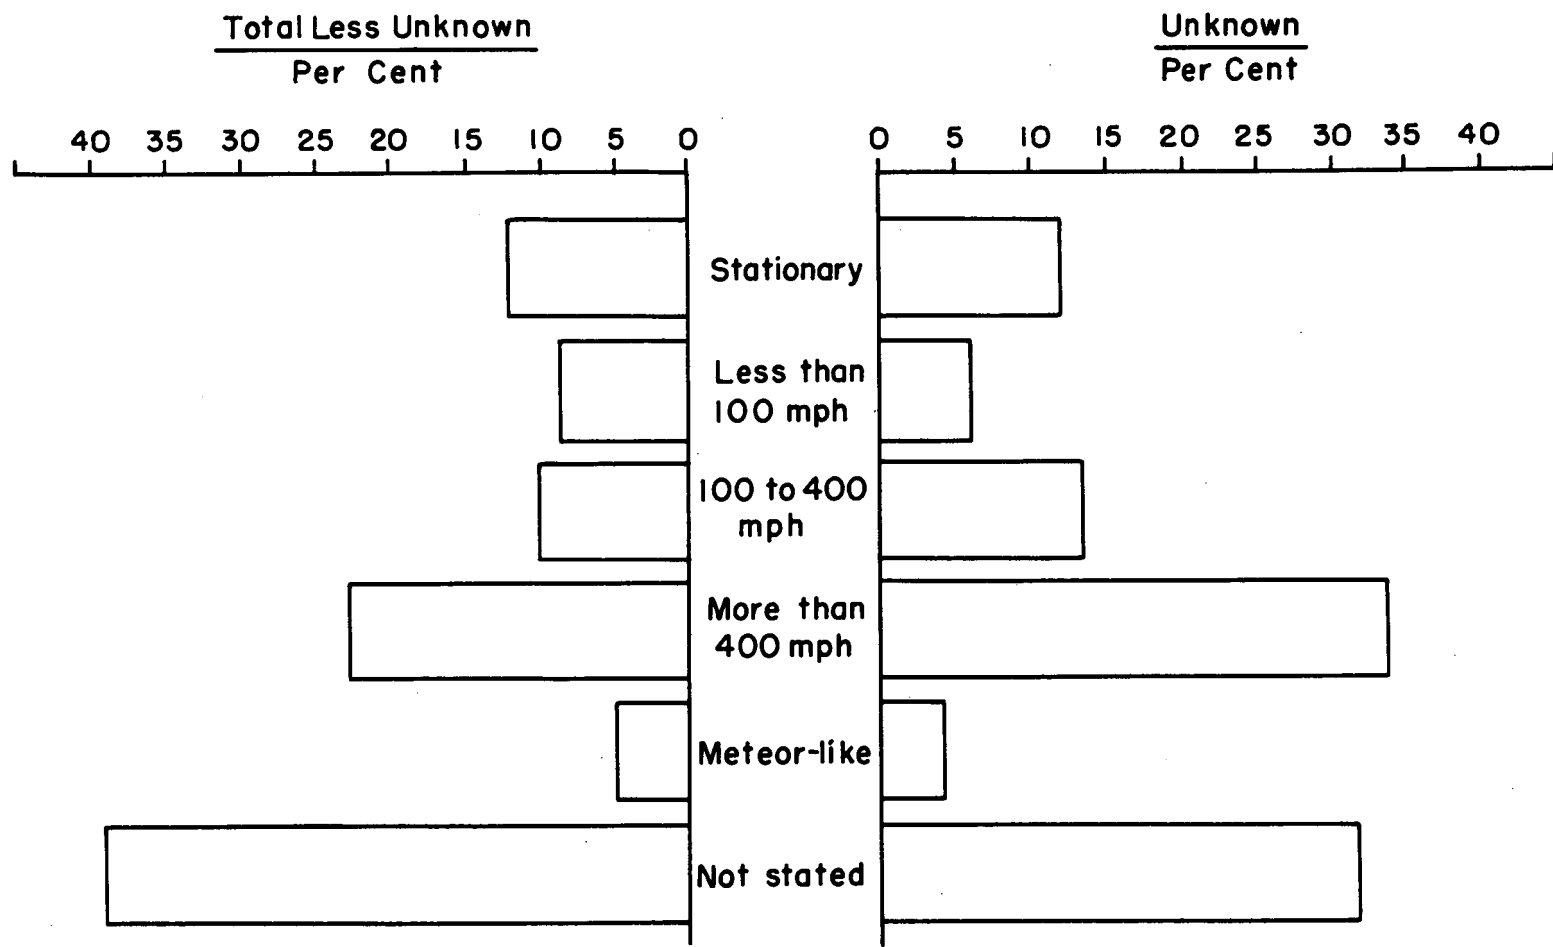 Total Less Unknown
Per Cent
Unknown
Per Cent
40 35 30 25 20 15 10 5 0
0 5 10 15 20 25 30 35 40
Stationary
Less than
100 mph
100 to 400
mph
More than
400 mph
Meteor-like
Not stated